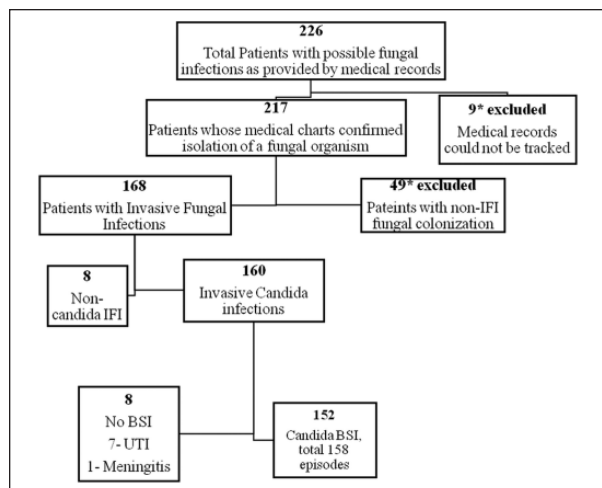 226
Total Patients with possible fungal
infections as provided by medical records
217
Patients whose medical charts confirmed
isolation of a fungal organism
9* excluded
Medical records
could not be tracked
168
Patients with Invasive Fungal
Infections
49* excluded
Pateints with non-IFI
fungal colonization
8
Non-
candida IFI
160
Invasive Candida
infections
8
No BSI
7- UTI
1- Meningitis
152
Candida BSI,
total 158
episodes